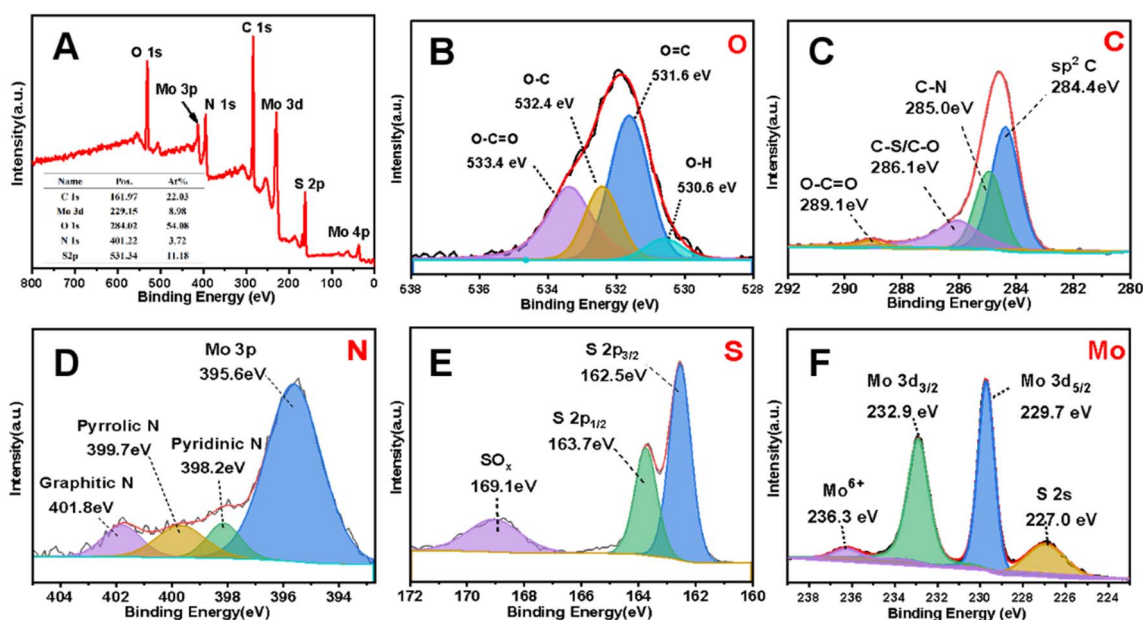 A
O 1s
C 1s
Mo 3p
N 1s
Mo 3d
S 2p
Mo 4p
Name Pos. At%
C 1s 161.97 22.03
Mo 3d 229.15 8.98
O 1s 284.02 54.08
N 1s 401.22 3.72
S2p 531.34 11.18
Intensity(a.u.)
800 700 600 500 400 300 200 100 0
Binding Energy (eV)
B
O
O=C
531.6 eV
O-C
532.4 eV
O-C=O
533.4 eV
O-H
530.6 eV
Intensity(a.u.)
538 536 534 532 530 528
Binding Energy (eV)
C
C
sp² C
284.4eV
C-N
285.0eV
C-S/C-O
286.1eV
O-C=O
289.1eV
Intensity(a.u.)
292 290 288 286 284 282 280
Binding Energy (eV)
D
N
Mo 3p
395.6eV
Pyrrolic N
399.7eV
Pyridinic N
398.2eV
Graphitic N
401.8eV
Intensity(a.u.)
404 402 400 398 396 394
Binding Energy(eV)
E
S
S 2p3/2
162.5eV
S 2p1/2
163.7eV
SOx
169.1eV
Intensity(a.u.)
172 170 168 166 164 162 160
Binding Energy(eV)
F
Mo
Mo 3d3/2
232.9 eV
Mo 3d5/2
229.7 eV
Mo6+
236.3 eV
S 2s
227.0 eV
Intensity(a.u.)
238 236 234 232 230 228 226 224
Binding Energy(eV)